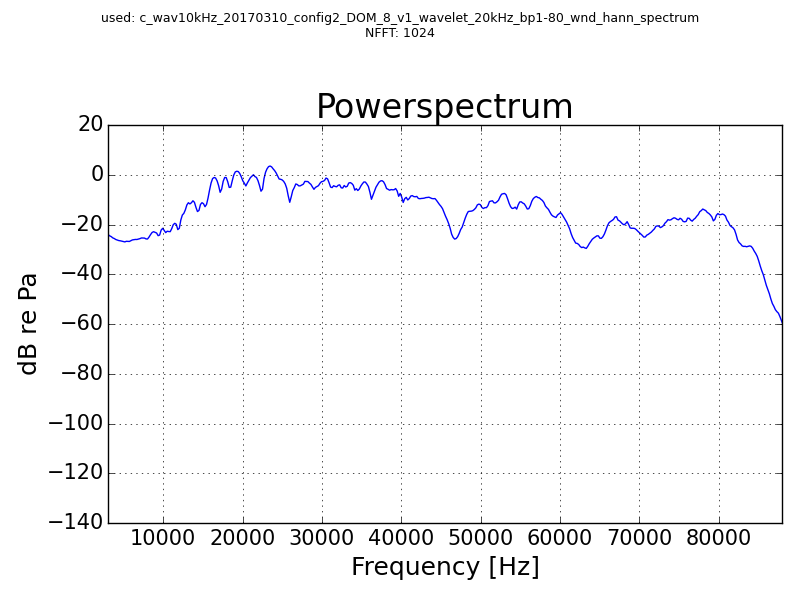 used: c_wav10kHz_20170310_config2_DOM_8_v1_wavelet_20kHz_bp1-80_wnd_hann_spectrum
NFFT: 1024
Powerspectrum
20
0
−20
−40
−60
−80
−100
−120
−140
dB re Pa
10000 20000 30000 40000 50000 60000 70000 80000
Frequency [Hz]